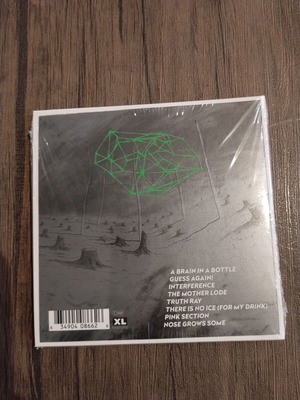 A BRAIN IN A BOTTLE
GUESS AGAIN!
INTERFERENCE
THE MOTHER LODE
TRUTH RAY
THERE IS NO ICE (FOR MY DRINK)
PINK SECTION
NOSE GROWS SOME
XL
6 34904 08662 4